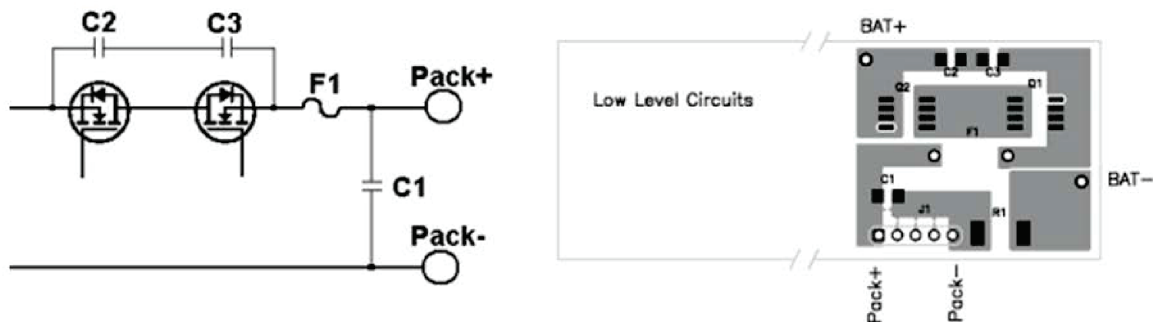 C2 C3
F1
Pack+
C1
Pack-
BAT+
C2 C3
Q2 Q1
Low Level Circuits
F1
BAT-
C1
J1 R1
Pack+
Pack-